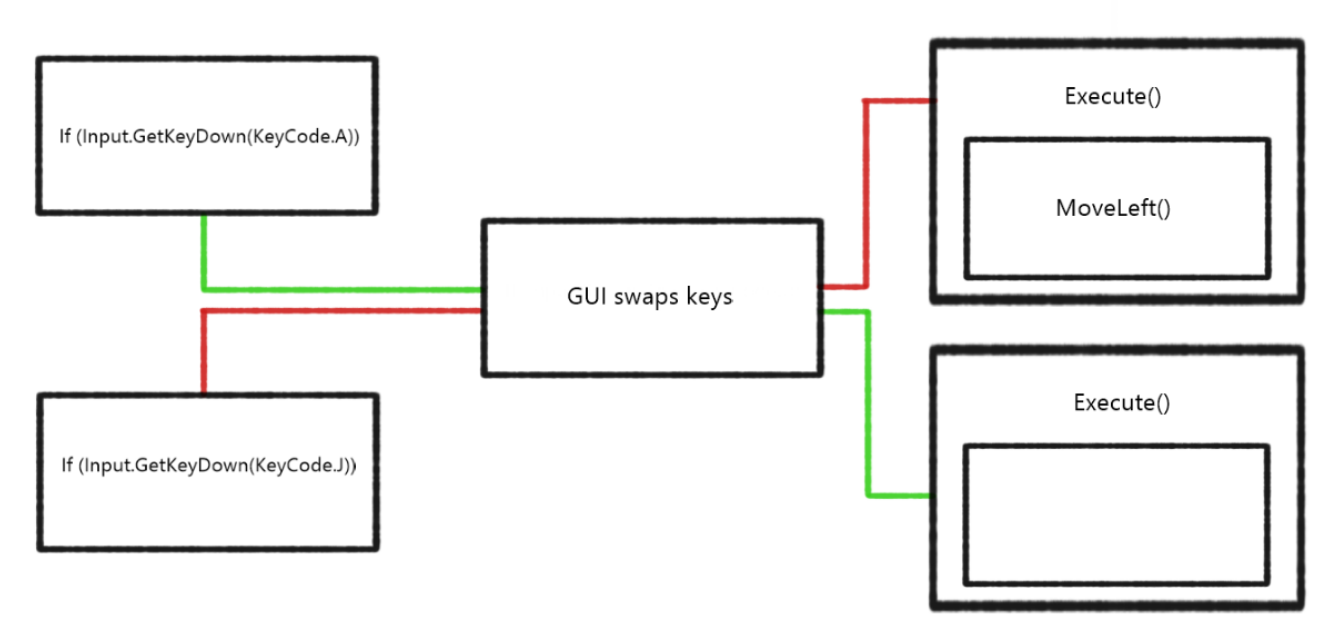 If (Input.GetKeyDown(KeyCode.A))
Execute()
MoveLeft()
GUI swaps keys
If (Input.GetKeyDown(KeyCode.J))
Execute()